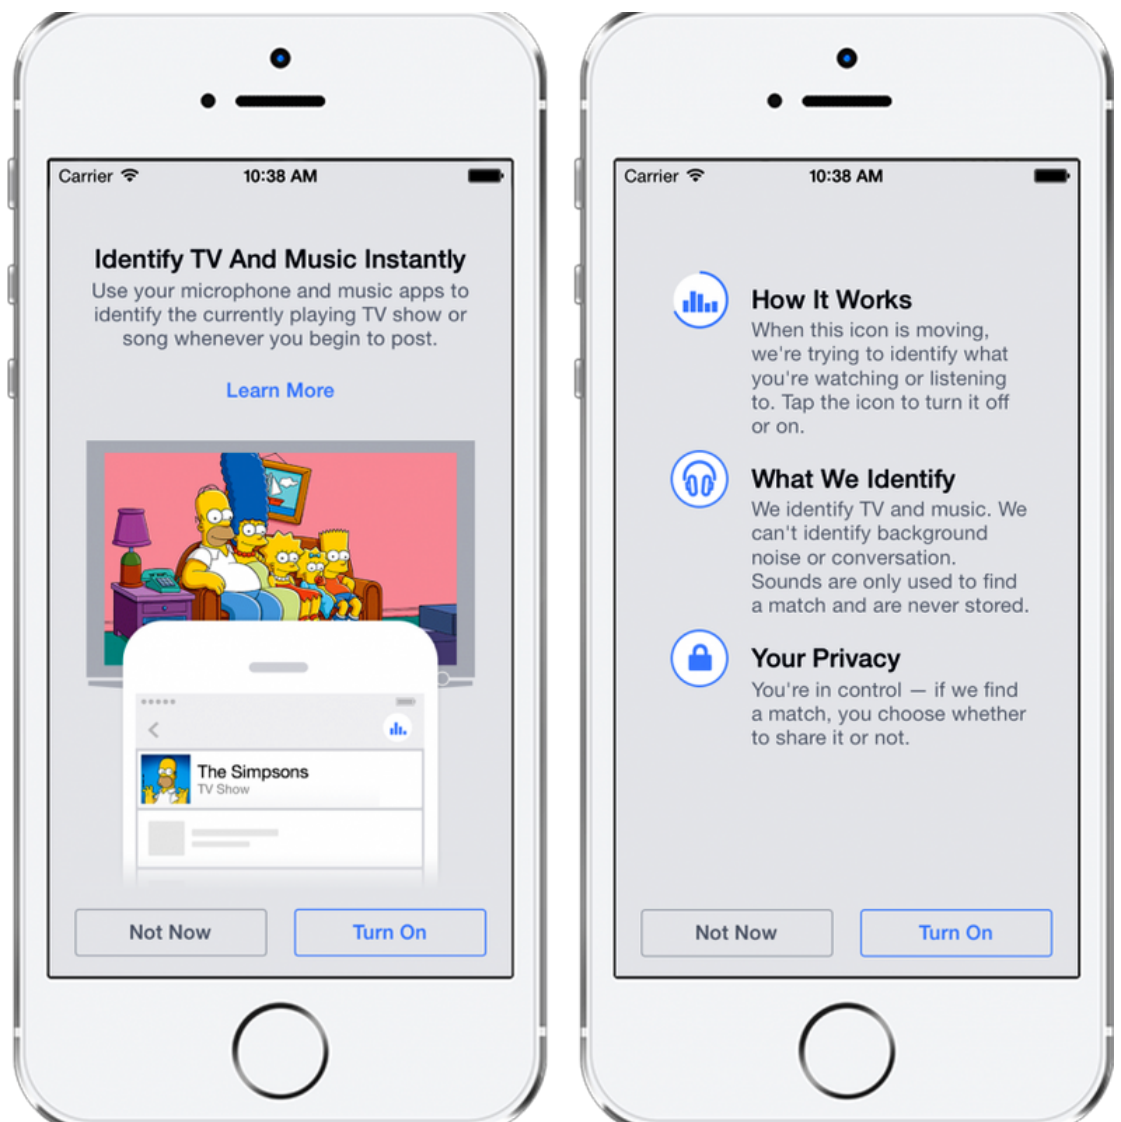 Carrier 10:38 AM
Identify TV And Music Instantly
Use your microphone and music apps to
identify the currently playing TV show or
song whenever you begin to post.
Learn More
The Simpsons
TV Show
Not Now Turn On
Carrier 10:38 AM
How It Works
When this icon is moving,
we're trying to identify what
you're watching or listening
to. Tap the icon to turn it off
or on.
What We Identify
We identify TV and music. We
can't identify background
noise or conversation.
Sounds are only used to find
a match and are never stored.
Your Privacy
You're in control — if we find
a match, you choose whether
to share it or not.
Not Now Turn On